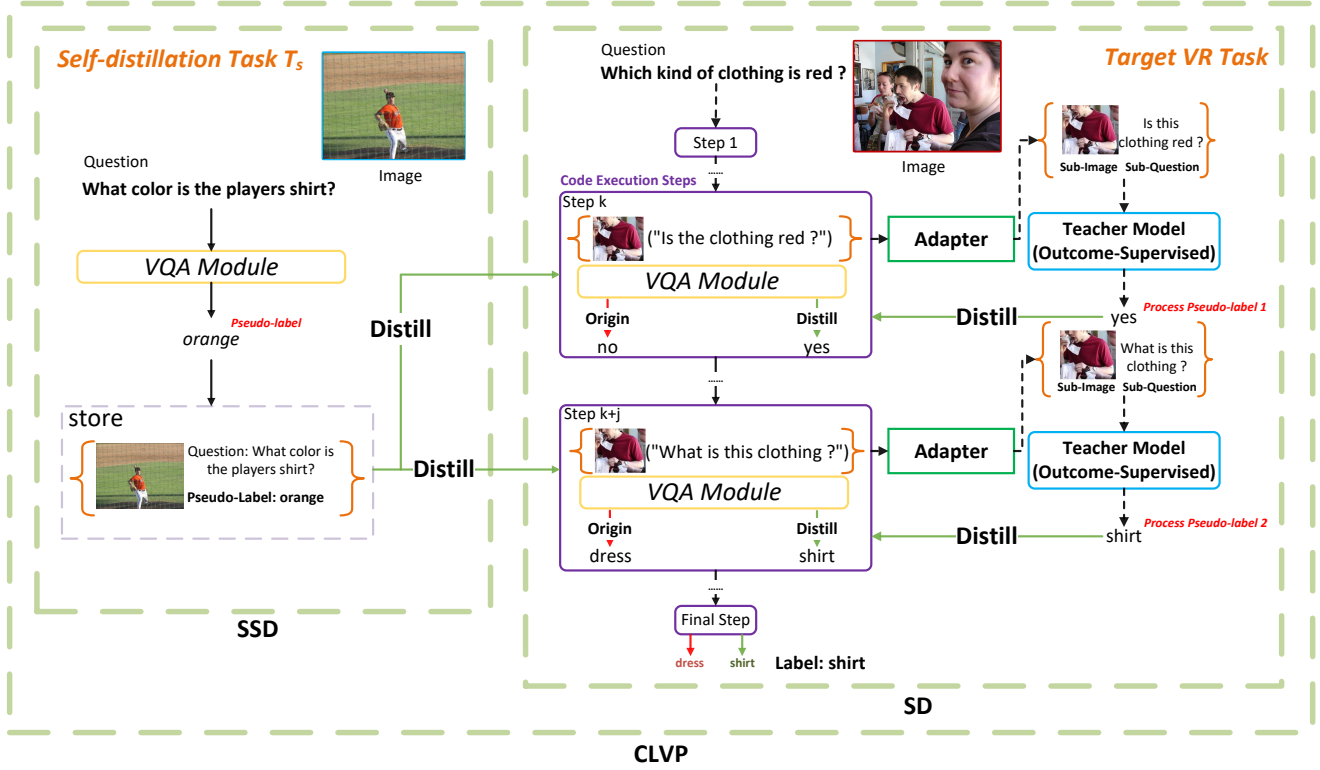 Self-distillation Task Ts
Image
Question
What color is the players shirt?
VQA Module
Pseudo-label
orange
store
Question: What color is
the players shirt?
Pseudo-Label: orange
SSD
Distill
Distill
Target VR Task
Question
Which kind of clothing is red ?
Image
Step 1
......
Code Execution Steps
Step k
("Is the clothing red ?")
VQA Module
Origin
Distill
no
yes
......
Step k+j
("What is this clothing ?")
VQA Module
Origin
Distill
dress
shirt
......
Final Step
dress
shirt
Label: shirt
Adapter
Is this
clothing red ?
Sub-Image
Sub-Question
Teacher Model
(Outcome-Supervised)
Process Pseudo-label 1
yes
Distill
Adapter
What is this
clothing ?
Sub-Image
Sub-Question
Teacher Model
(Outcome-Supervised)
Process Pseudo-label 2
shirt
Distill
SD
CLVP